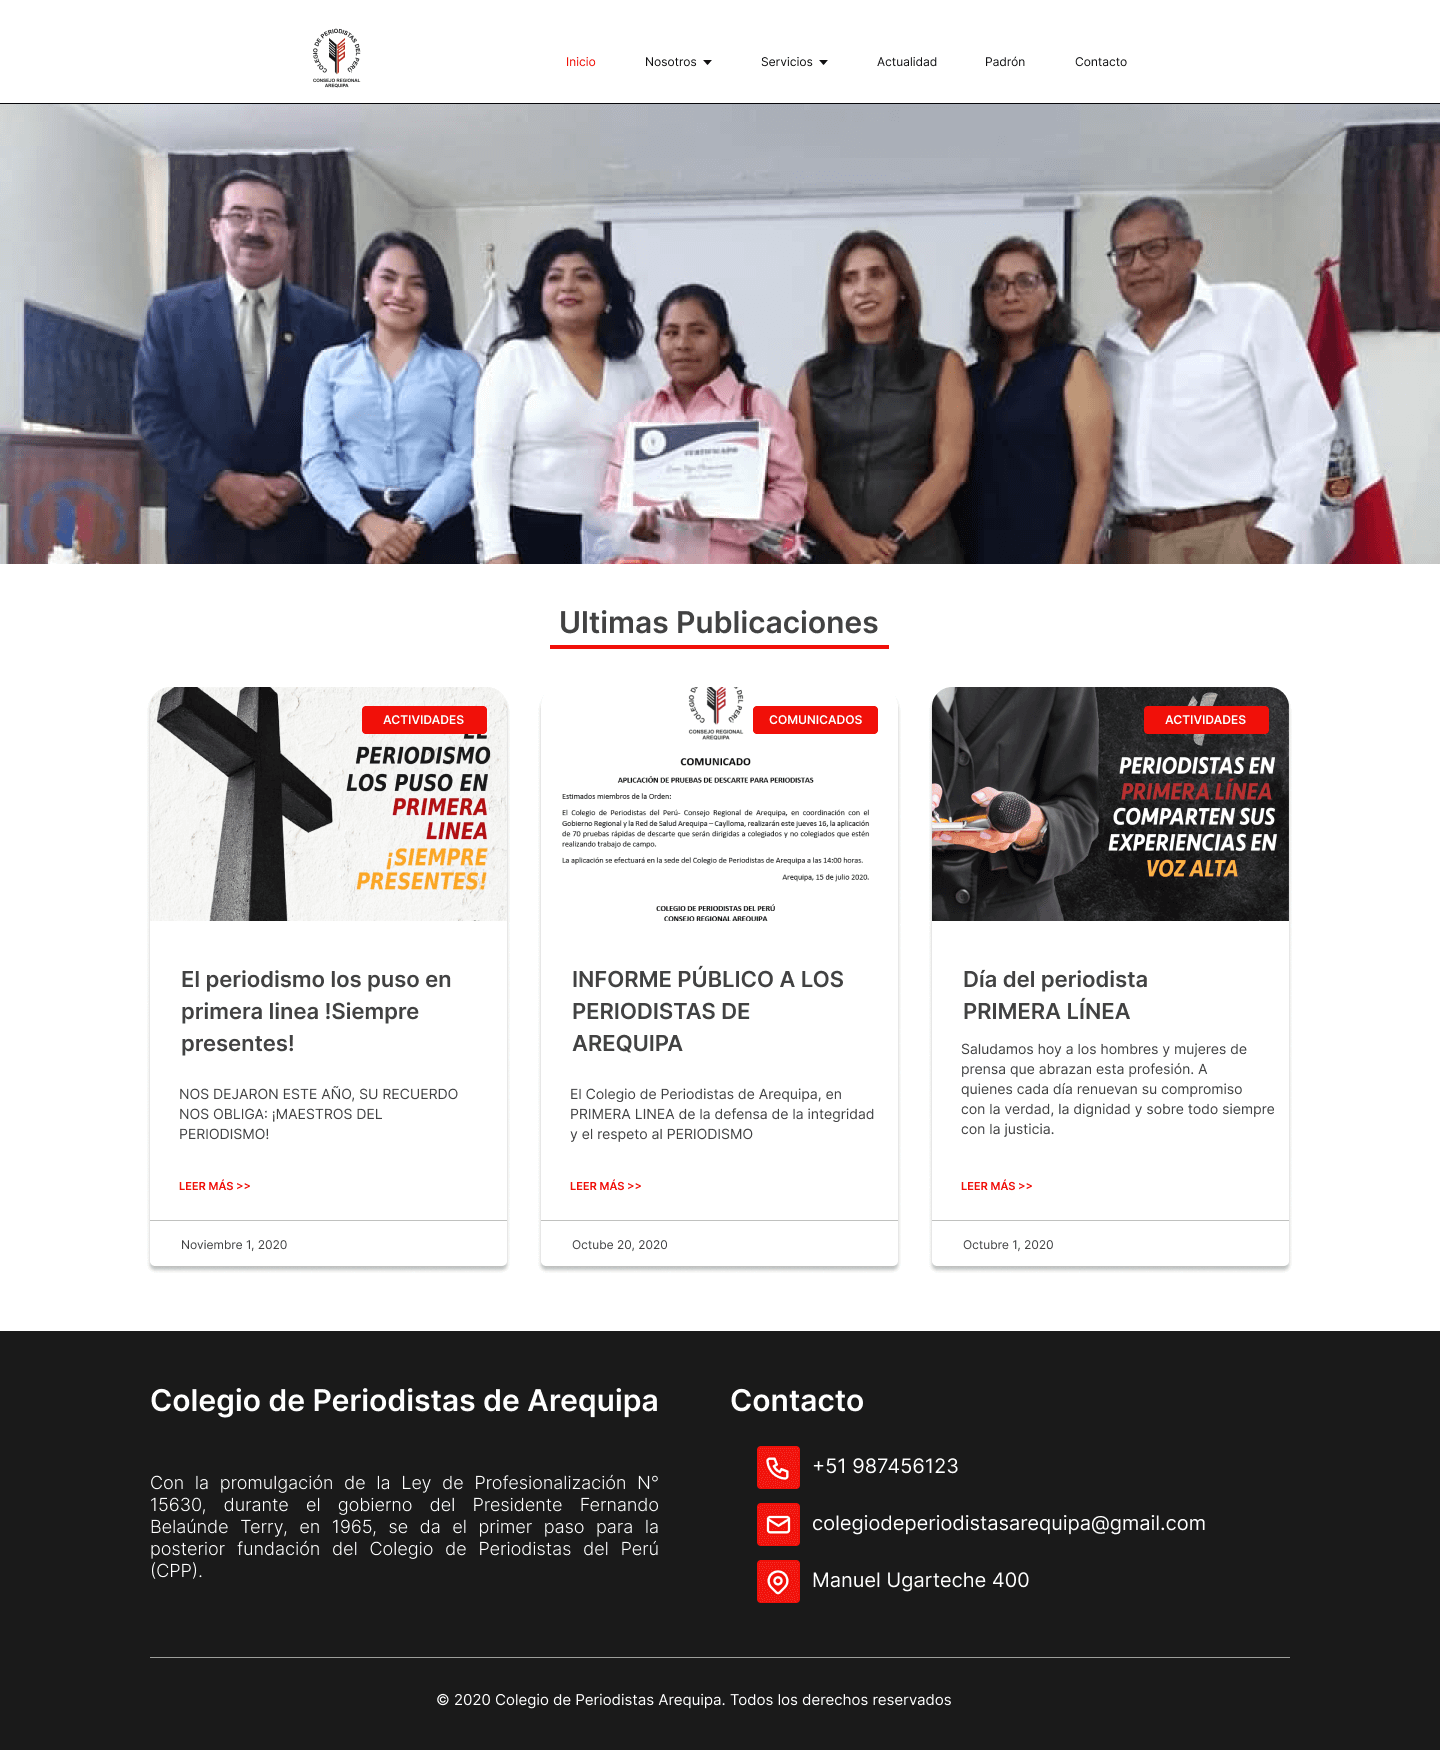 COLEGIO DE PERIODISTAS DEL PERÚ
CONSEJO REGIONAL
AREQUIPA
Inicio
Nosotros
Servicios
Actualidad
Padrón
Contacto
CERTIFICADO
Ultimas Publicaciones
ACTIVIDADES
EL
PERIODISMO
LOS PUSO EN
PRIMERA
LINEA
¡SIEMPRE
PRESENTES!
El periodismo los puso en
primera linea !Siempre
presentes!
NOS DEJARON ESTE AÑO, SU RECUERDO
NOS OBLIGA: ¡MAESTROS DEL
PERIODISMO!
LEER MÁS >>
Noviembre 1, 2020
COMUNICADOS
CONSEJO REGIONAL
AREQUIPA
COMUNICADO
APLICACIÓN DE PRUEBAS DE DESCARTE PARA PERIODISTAS
Estimados miembros de la Orden:
El Colegio de Periodistas del Perú- Consejo Regional de Arequipa, en coordinación con el
Gobierno Regional y la Red de Salud Arequipa – Caylloma, realizarán este jueves 16, la aplicación
de 70 pruebas rápidas de descarte que serán dirigidas a colegiados y no colegiados que estén
realizando trabajo de campo.
La aplicación se efectuará en la sede del Colegio de Periodistas de Arequipa a las 14:00 horas.
Arequipa, 15 de julio 2020.
COLEGIO DE PERIODISTAS DEL PERÚ
CONSEJO REGIONAL AREQUIPA
INFORME PÚBLICO A LOS
PERIODISTAS DE
AREQUIPA
El Colegio de Periodistas de Arequipa, en
PRIMERA LINEA de la defensa de la integridad
y el respeto al PERIODISMO
LEER MÁS >>
Octube 20, 2020
ACTIVIDADES
PERIODISTAS EN
PRIMERA LÍNEA
COMPARTEN SUS
EXPERIENCIAS EN
VOZ ALTA
Día del periodista
PRIMERA LÍNEA
Saludamos hoy a los hombres y mujeres de
prensa que abrazan esta profesión. A
quienes cada día renuevan su compromiso
con la verdad, la dignidad y sobre todo siempre
con la justicia.
LEER MÁS >>
Octubre 1, 2020
Colegio de Periodistas de Arequipa
Con la promulgación de la Ley de Profesionalización N°
15630, durante el gobierno del Presidente Fernando
Belaúnde Terry, en 1965, se da el primer paso para la
posterior fundación del Colegio de Periodistas del Perú
(CPP).
Contacto
+51 987456123
colegiodeperiodistasarequipa@gmail.com
Manuel Ugarteche 400
© 2020 Colegio de Periodistas Arequipa. Todos los derechos reservados